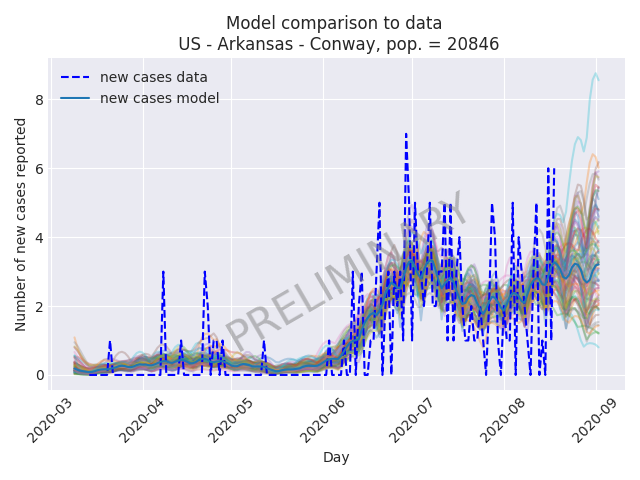 Model comparison to data
US - Arkansas - Conway, pop. = 20846
new cases data
new cases model
PRELIMINARY
Number of new cases reported
8
6
4
2
0
2020-03
2020-04
2020-05
2020-06
2020-07
2020-08
2020-09
Day